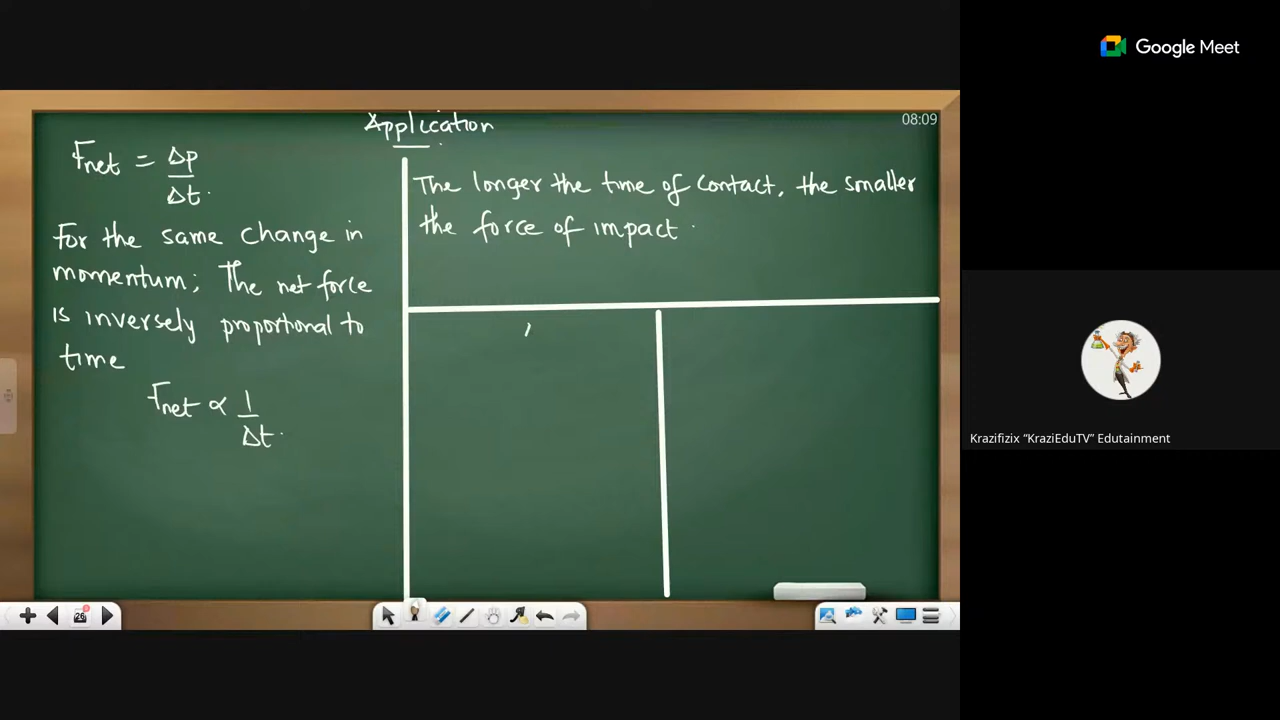 Google Meet
Application
08:09
Fnet = Δp
Δt.
For the same change in
momentum; The net force
is inversely proportional to
time
Fnet ∝ 1
Δt.
The longer the time of contact, the smaller
the force of impact.
26
Krazifizix “KraziEduTV” Edutainment